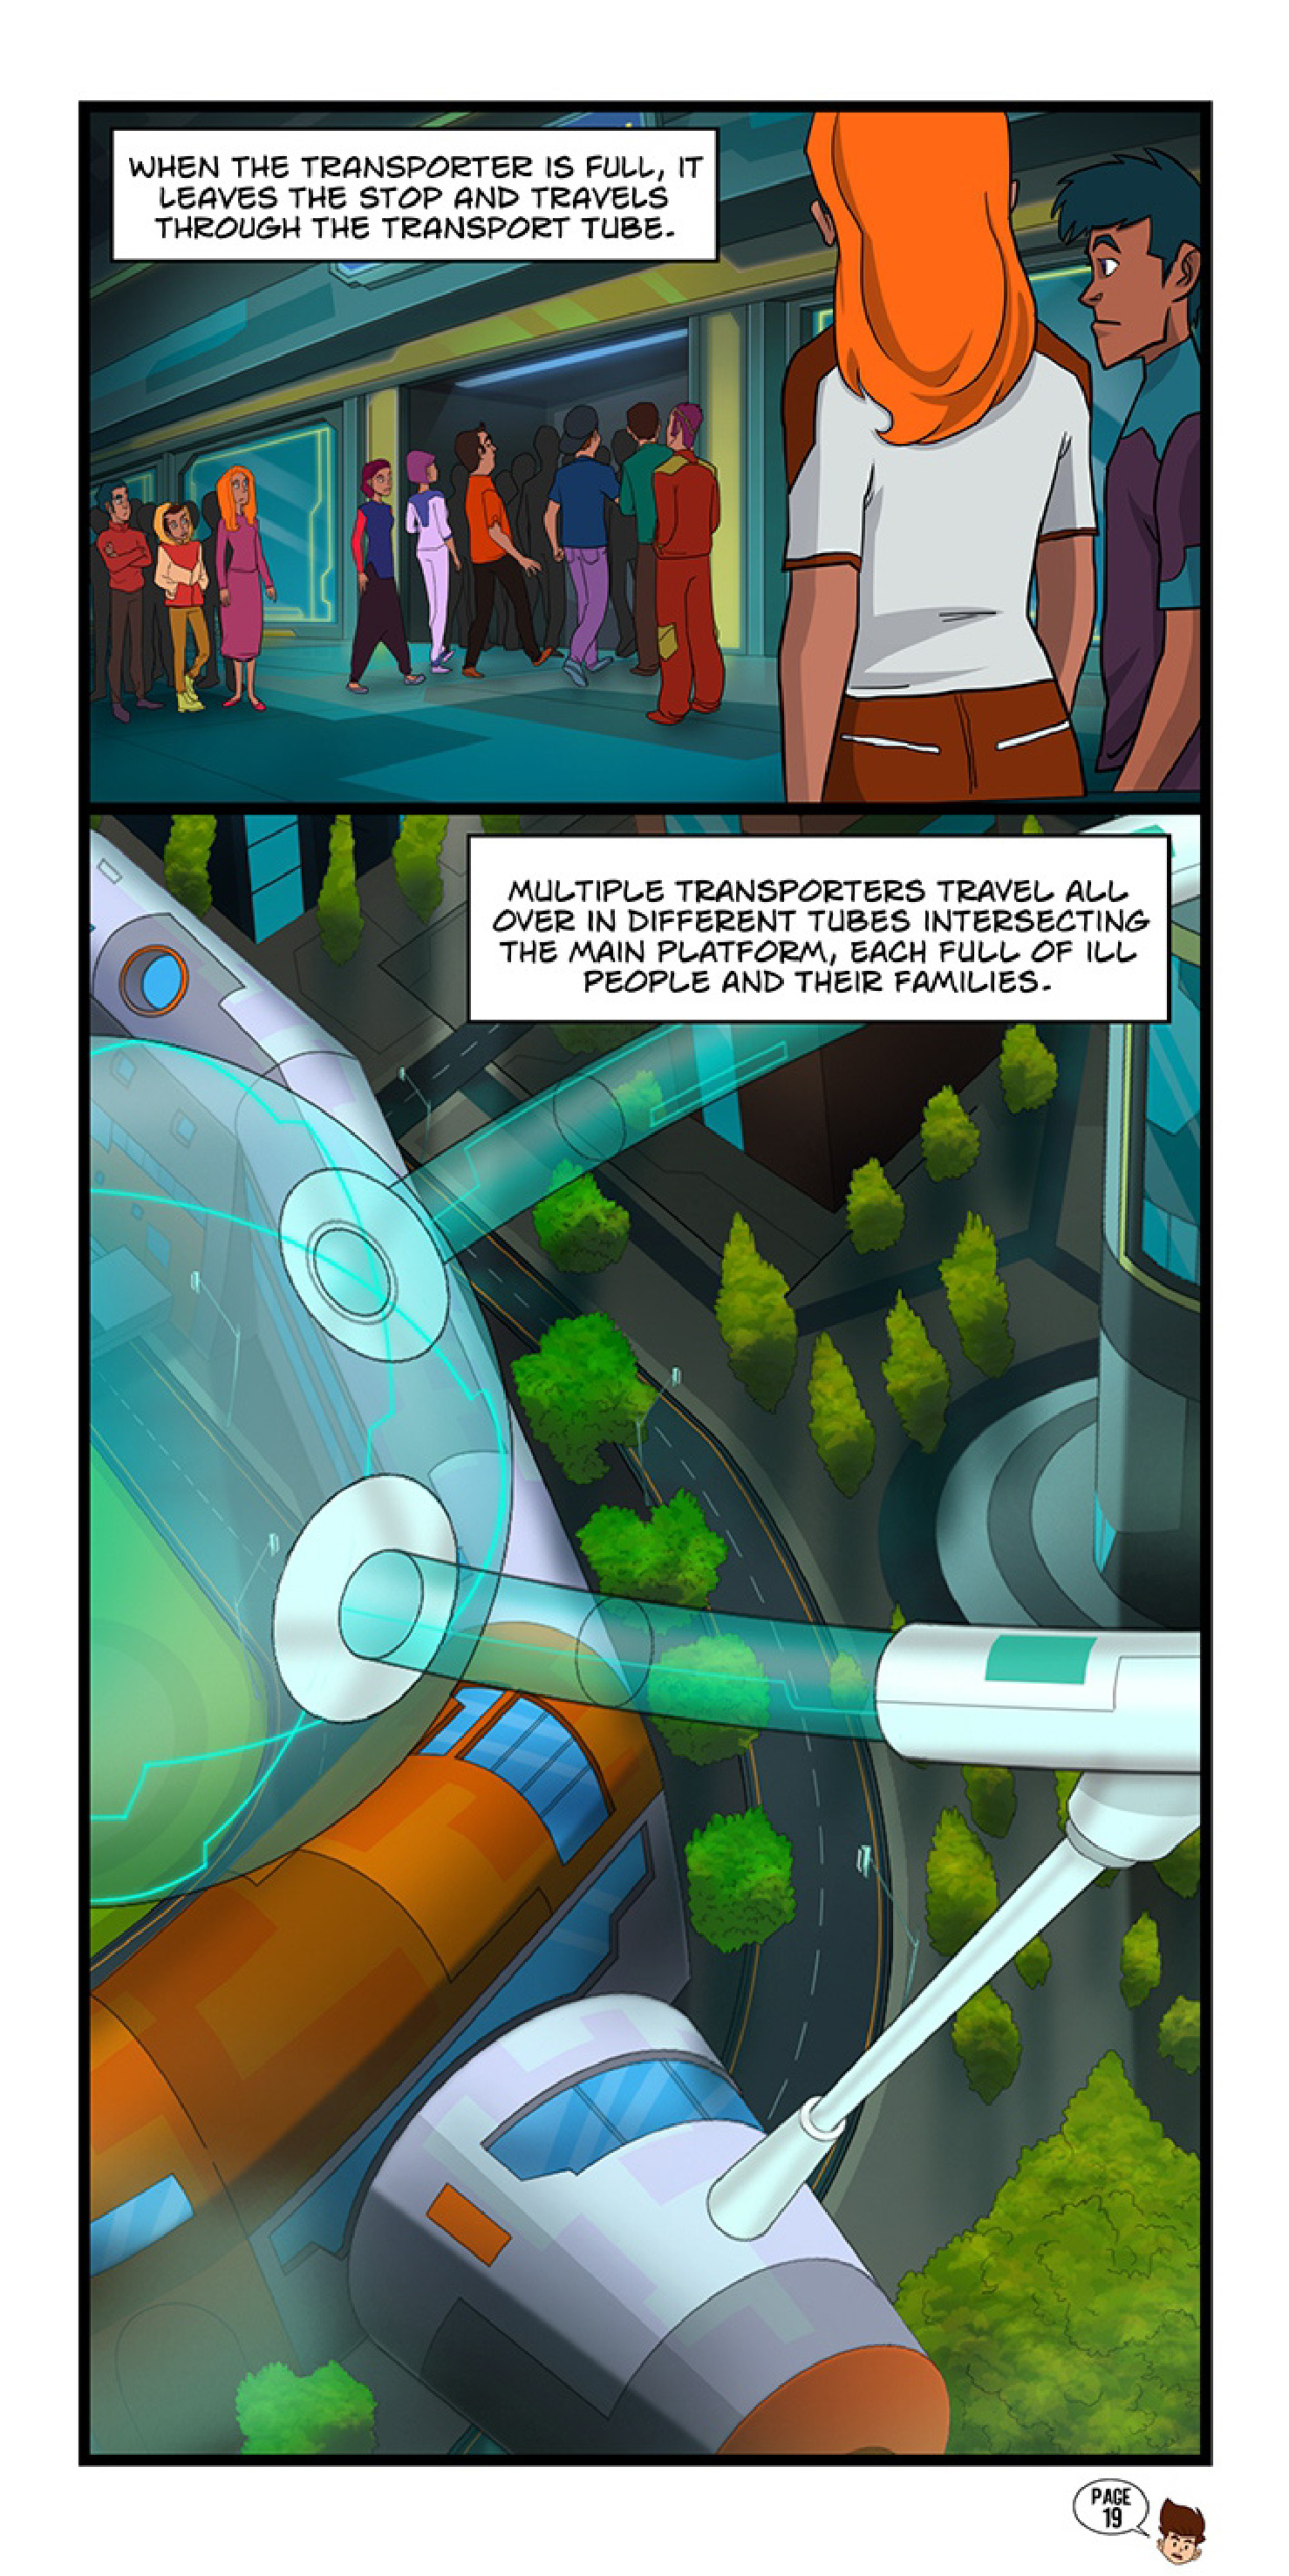 WHEN THE TRANSPORTER IS FULL, IT
LEAVES THE STOP AND TRAVELS
THROUGH THE TRANSPORT TUBE.
MULTIPLE TRANSPORTERS TRAVEL ALL
OVER IN DIFFERENT TUBES INTERSECTING
THE MAIN PLATFORM, EACH FULL OF ILL
PEOPLE AND THEIR FAMILIES.
PAGE
19